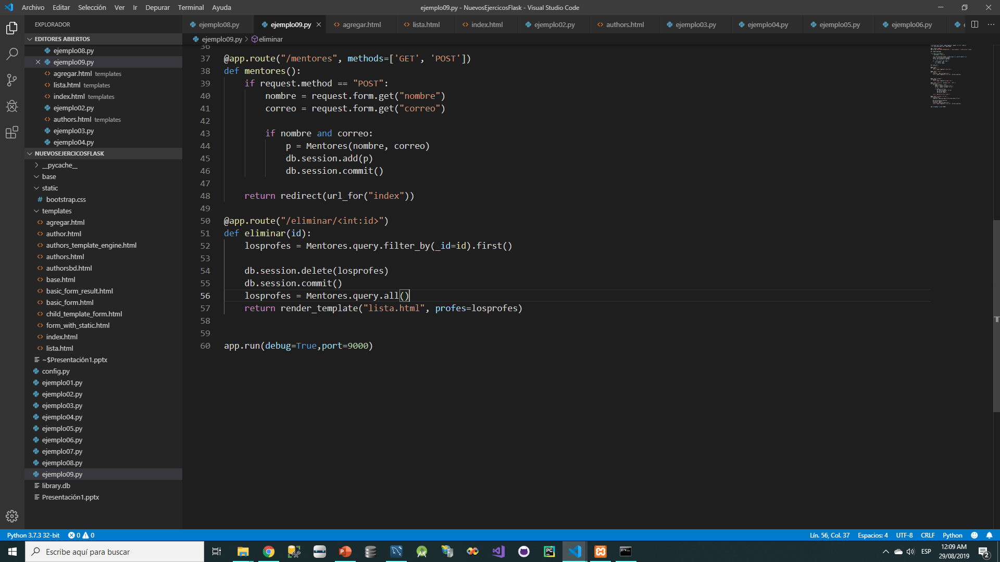 Archivo Editar Selección Ver Ir Depurar Terminal Ayuda
ejemplo09.py - NuevosEjercicosFlask - Visual Studio Code
EXPLORADOR
ejemplo08.py ejemplo09.py agregar.html lista.html index.html ejemplo02.py authors.html ejemplo03.py ejemplo04.py ejemplo05.py ejemplo06.py
EDITORES ABIERTOS
ejemplo08.py
ejemplo09.py
agregar.html templates
lista.html templates
index.html templates
ejemplo02.py
authors.html templates
ejemplo03.py
ejemplo04.py
NUEVOSEJERCICOSFLASK
__pycache__
base
static
bootstrap.css
templates
agregar.html
author.html
authors_template_engine.html
authors.html
authorsbd.html
base.html
basic_form_result.html
basic_form.html
child_template_form.html
form_with_static.html
index.html
lista.html
~$Presentación1.pptx
config.py
ejemplo01.py
ejemplo02.py
ejemplo03.py
ejemplo04.py
ejemplo05.py
ejemplo06.py
ejemplo07.py
ejemplo08.py
ejemplo09.py
library.db
Presentación1.pptx
ejemplo09.py > eliminar
36
37 @app.route("/mentores", methods=['GET', 'POST'])
38 def mentores():
39     if request.method == "POST":
40         nombre = request.form.get("nombre")
41         correo = request.form.get("correo")
42
43         if nombre and correo:
44             p = Mentores(nombre, correo)
45             db.session.add(p)
46             db.session.commit()
47
48     return redirect(url_for("index"))
49
50 @app.route("/eliminar/<int:id>")
51 def eliminar(id):
52     losprofes = Mentores.query.filter_by(_id=id).first()
53
54     db.session.delete(losprofes)
55     db.session.commit()
56     losprofes = Mentores.query.all()
57     return render_template("lista.html", profes=losprofes)
58
59
60 app.run(debug=True,port=9000)
Python 3.7.3 32-bit 0 0
Lín. 56, Col. 37 Espacios: 4 UTF-8 CRLF Python
Escribe aquí para buscar
ESP
12:09 AM
29/08/2019
2